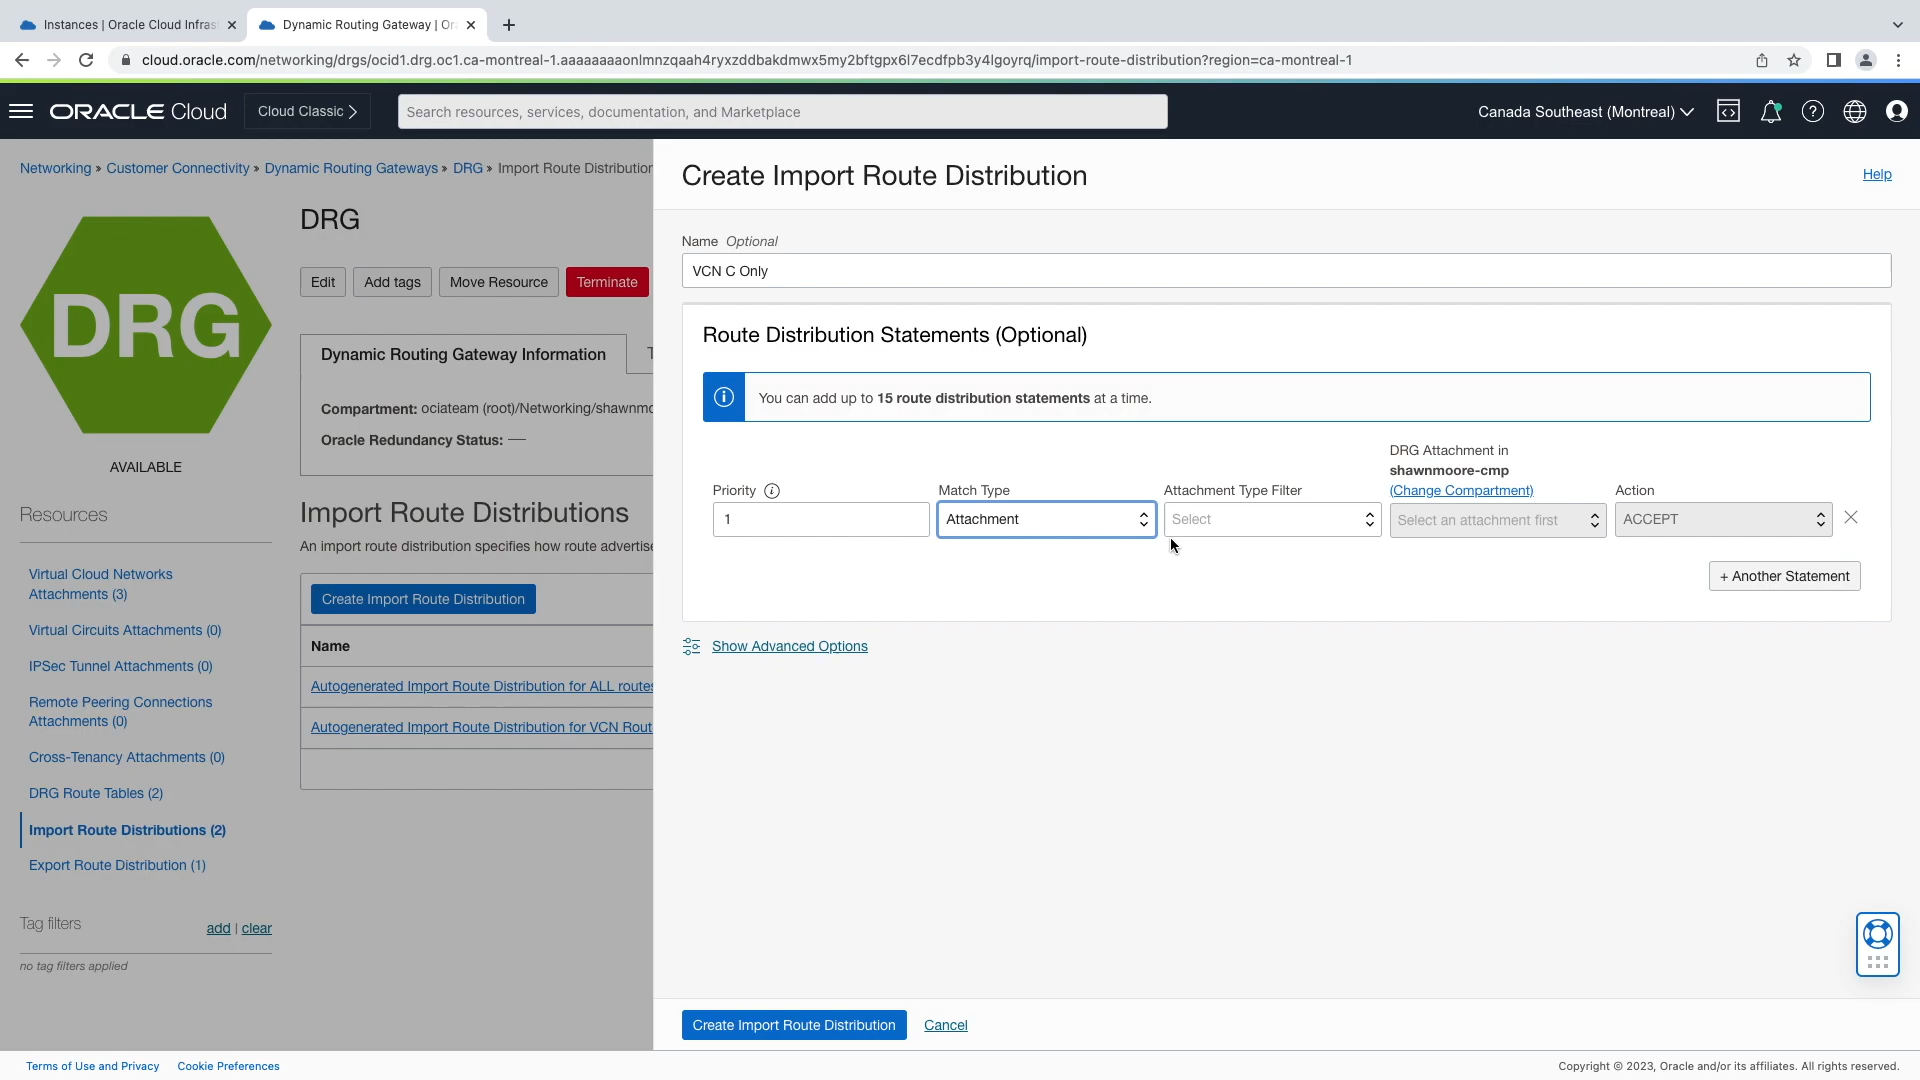 Instances | Oracle Cloud Infras
Dynamic Routing Gateway | Or
cloud.oracle.com/networking/drgs/ocid1.drg.oc1.ca-montreal-1.aaaaaaaaonlmnzqaah4ryxzddbakdmwx5my2bftgpx6l7ecdfpb3y4lgoyrq/import-route-distribution?region=ca-montreal-1
ORACLE Cloud
Cloud Classic >
Search resources, services, documentation, and Marketplace
Canada Southeast (Montreal)
Networking » Customer Connectivity » Dynamic Routing Gateways » DRG » Import Route Distribution
DRG
AVAILABLE
DRG
Edit
Add tags
Move Resource
Terminate
Dynamic Routing Gateway Information
Compartment: ociateam (root)/Networking/shawnmo
Oracle Redundancy Status: —
Resources
Virtual Cloud Networks
Attachments (3)
Virtual Circuits Attachments (0)
IPSec Tunnel Attachments (0)
Remote Peering Connections
Attachments (0)
Cross-Tenancy Attachments (0)
DRG Route Tables (2)
Import Route Distributions (2)
Export Route Distribution (1)
Tag filters
add | clear
no tag filters applied
Import Route Distributions
An import route distribution specifies how route advertise
Create Import Route Distribution
Name
Autogenerated Import Route Distribution for ALL routes
Autogenerated Import Route Distribution for VCN Rout
Create Import Route Distribution
Help
Name Optional
VCN C Only
Route Distribution Statements (Optional)
You can add up to 15 route distribution statements at a time.
Priority
1
Match Type
Attachment
Attachment Type Filter
Select
DRG Attachment in
shawnmoore-cmp
(Change Compartment)
Select an attachment first
Action
ACCEPT
+ Another Statement
Show Advanced Options
Create Import Route Distribution
Cancel
Terms of Use and Privacy
Cookie Preferences
Copyright © 2023, Oracle and/or its affiliates. All rights reserved.